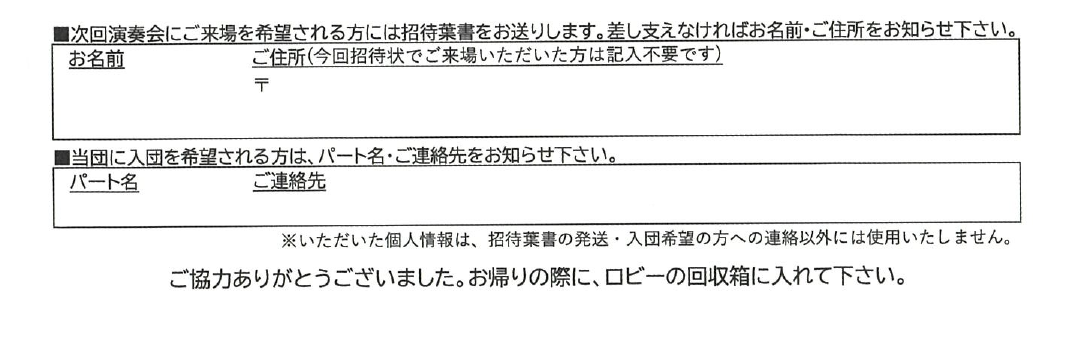 ■次回演奏会にご来場を希望される方には招待葉書をお送りします。差し支えなければお名前・ご住所をお知らせ下さい。
お名前 ご住所(今回招待状でご来場いただいた方は記入不要です)
〒
■当団に入団を希望される方は、パート名・ご連絡先をお知らせ下さい。
パート名 ご連絡先
※いただいた個人情報は、招待葉書の発送・入団希望の方への連絡以外には使用いたしません。
ご協力ありがとうございました。お帰りの際に、ロビーの回収箱に入れて下さい。